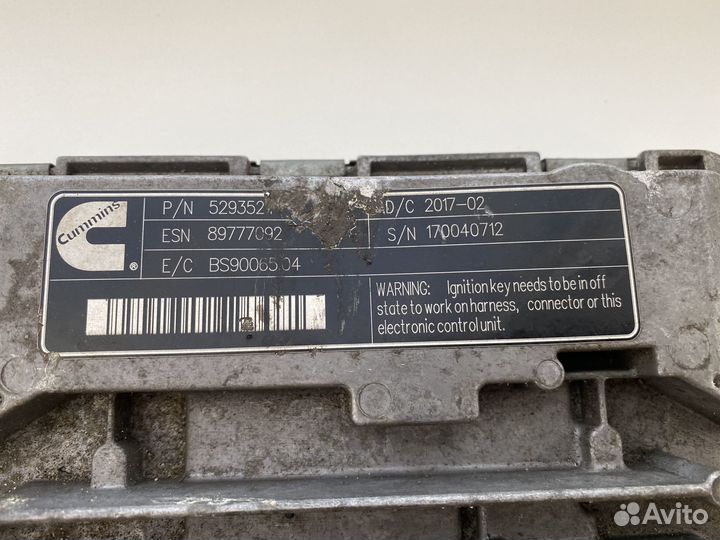 Cummins
®
P/N D/C 2017-02
ESN 89777092 S/N 170040712
E/C BS90065.04
WARNING: Ignition key needs to be in off
state to work on harness, connector or this
electronic control unit.
Avito